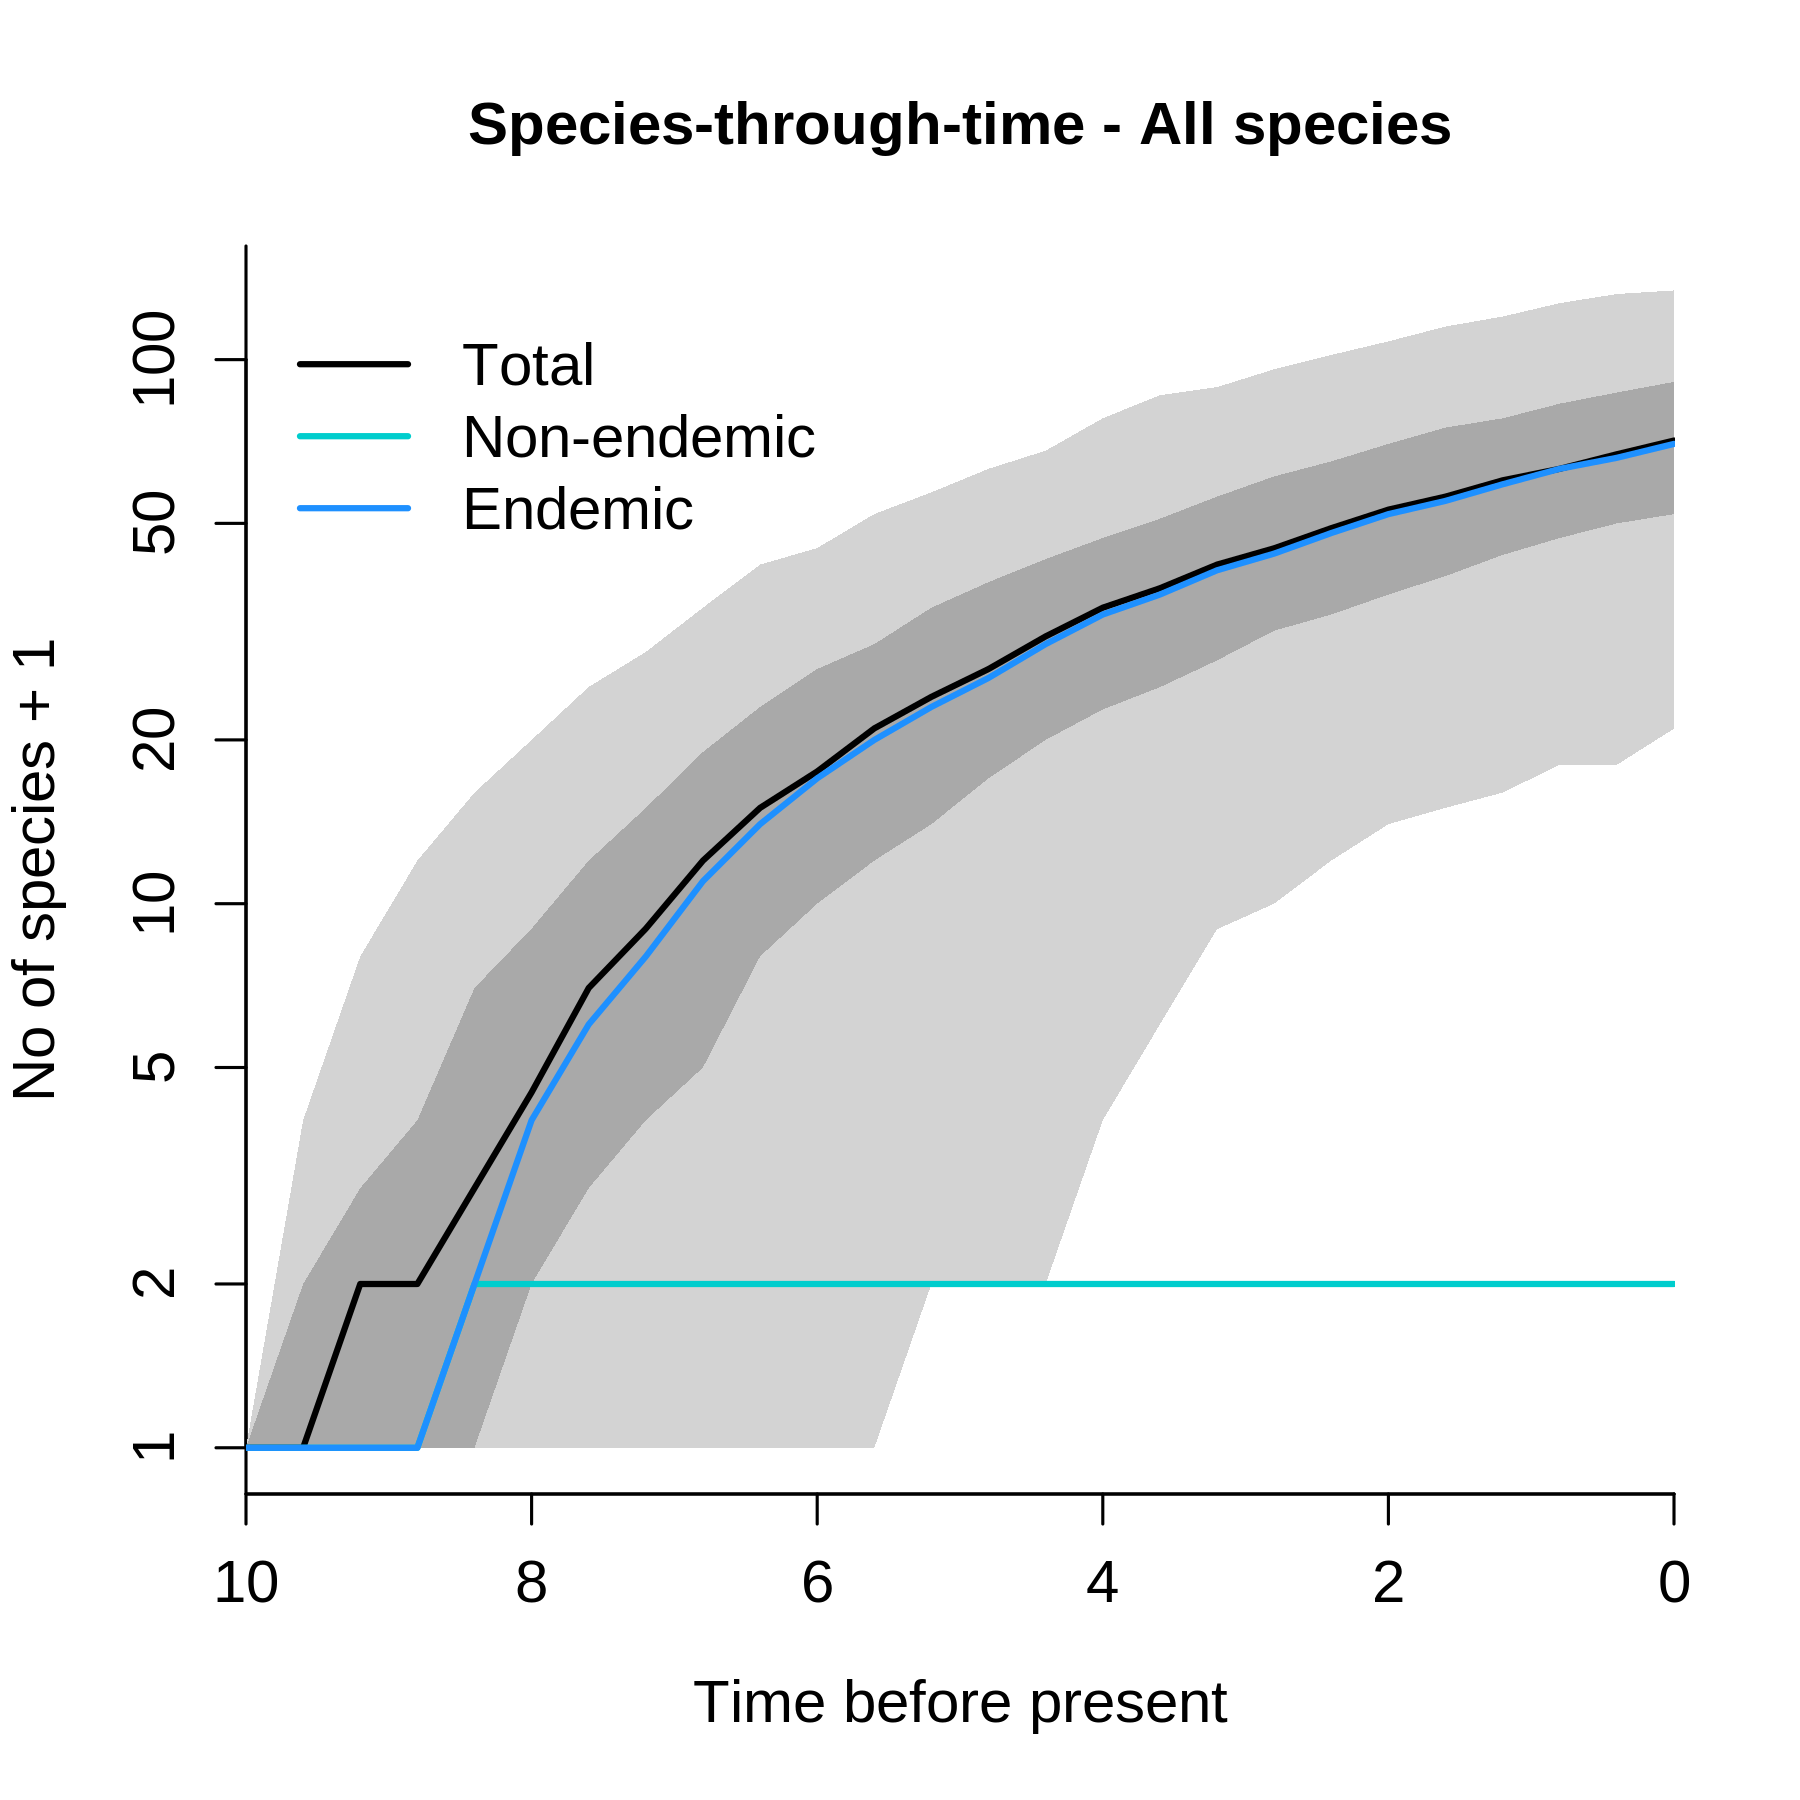 Species-through-time - All species
Total
Non-endemic
Endemic
No of species + 1
100
50
20
10
5
2
1
10 8 6 4 2 0
Time before present